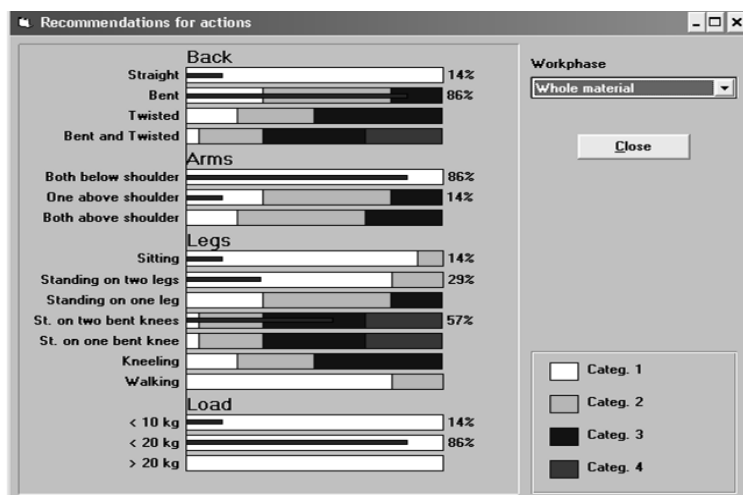 Recommendations for actions
Back
Straight 14%
Bent 86%
Twisted
Bent and Twisted
Arms
Both below shoulder 86%
One above shoulder 14%
Both above shoulder
Legs
Sitting 14%
Standing on two legs 29%
Standing on one leg
St. on two bent knees 57%
St. on one bent knee
Kneeling
Walking
Load
< 10 kg 14%
< 20 kg 86%
> 20 kg
Workphase
Whole material
Close
Categ. 1
Categ. 2
Categ. 3
Categ. 4